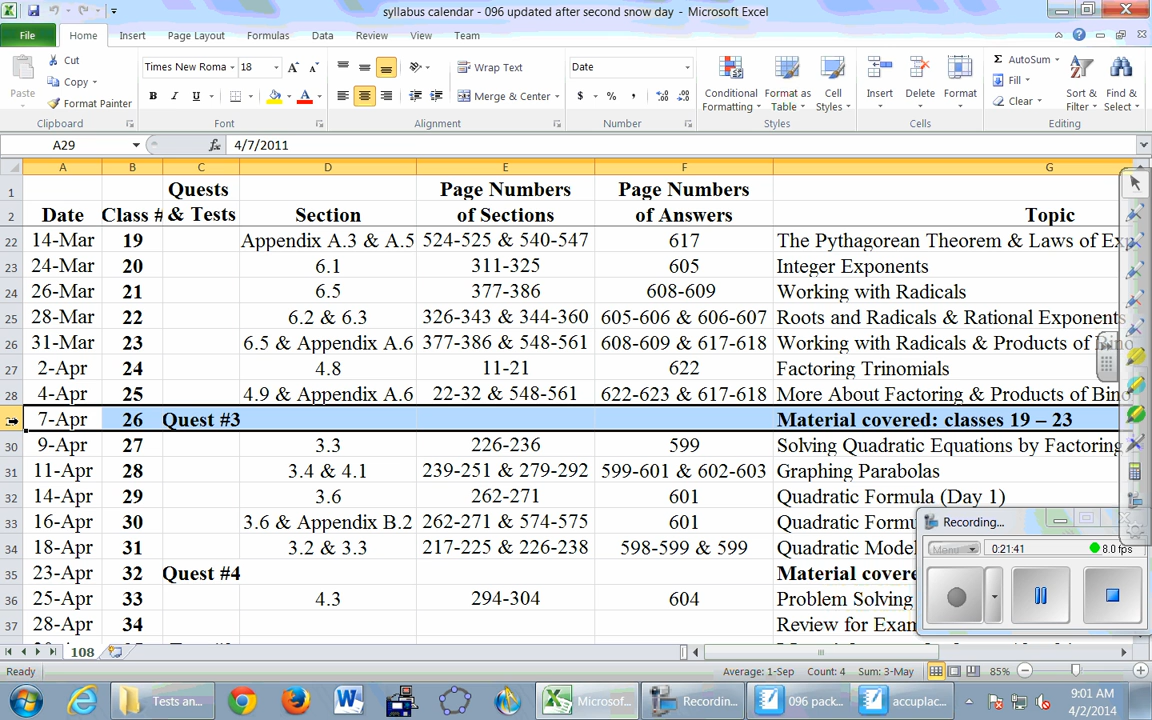 syllabus calendar - 096 updated after second snow day - Microsoft Excel
File Home Insert Page Layout Formulas Data Review View Team
Paste Cut Copy Format Painter Clipboard
Times New Roma 18 A A B I U A Font
Wrap Text Merge & Center Alignment
Date $ % , Number
Conditional Formatting Format as Table Cell Styles Styles
Insert Delete Format Cells
Σ AutoSum Fill Clear Sort & Filter Find & Select Editing
A29 fx 4/7/2011
A B C D E F G
1 Quests Page Numbers Page Numbers
2 Date Class # & Tests Section of Sections of Answers Topic
22 14-Mar 19 Appendix A.3 & A.5 524-525 & 540-547 617 The Pythagorean Theorem & Laws of Exp
23 24-Mar 20 6.1 311-325 605 Integer Exponents
24 26-Mar 21 6.5 377-386 608-609 Working with Radicals
25 28-Mar 22 6.2 & 6.3 326-343 & 344-360 605-606 & 606-607 Roots and Radicals & Rational Exponents
26 31-Mar 23 6.5 & Appendix A.6 377-386 & 548-561 608-609 & 617-618 Working with Radicals & Products of Bino
27 2-Apr 24 4.8 11-21 622 Factoring Trinomials
28 4-Apr 25 4.9 & Appendix A.6 22-32 & 548-561 622-623 & 617-618 More About Factoring & Products of Bino
7-Apr 26 Quest #3 Material covered: classes 19 – 23
30 9-Apr 27 3.3 226-236 599 Solving Quadratic Equations by Factoring
31 11-Apr 28 3.4 & 4.1 239-251 & 279-292 599-601 & 602-603 Graphing Parabolas
32 14-Apr 29 3.6 262-271 601 Quadratic Formula (Day 1)
33 16-Apr 30 3.6 & Appendix B.2 262-271 & 574-575 601 Quadratic Formu
34 18-Apr 31 3.2 & 3.3 217-225 & 226-238 598-599 & 599 Quadratic Model
35 23-Apr 32 Quest #4 Material covere
36 25-Apr 33 4.3 294-304 604 Problem Solving
37 28-Apr 34 Review for Exam
Recording...
Menu 0:21:41 8.0 fps
108
Ready Average: 1-Sep Count: 4 Sum: 3-May 85%
Tests an... Microsof... Recordin... 096 pack... accuplac...
9:01 AM
4/2/2014